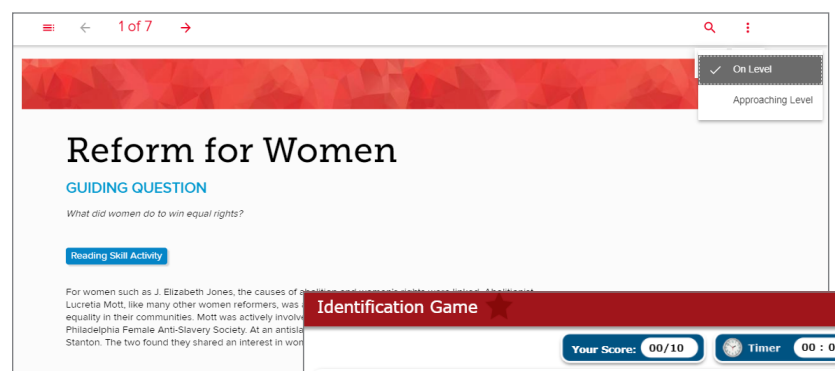 1 of 7
On Level
Approaching Level
Reform for Women
GUIDING QUESTION
What did women do to win equal rights?
Reading Skill Activity
For women such as J. Elizabeth Jones, the causes of abolition and women's rights were linked. Abolitionist
Lucretia Mott, like many other women reformers, was
equality in their communities. Mott was actively involve
Philadelphia Female Anti-Slavery Society. At an antisla
Stanton. The two found they shared an interest in won
Identification Game
Your Score: 00/10
Timer 00 : 0